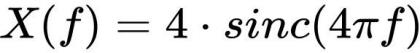 X(f) = 4 · sinc(4πf)